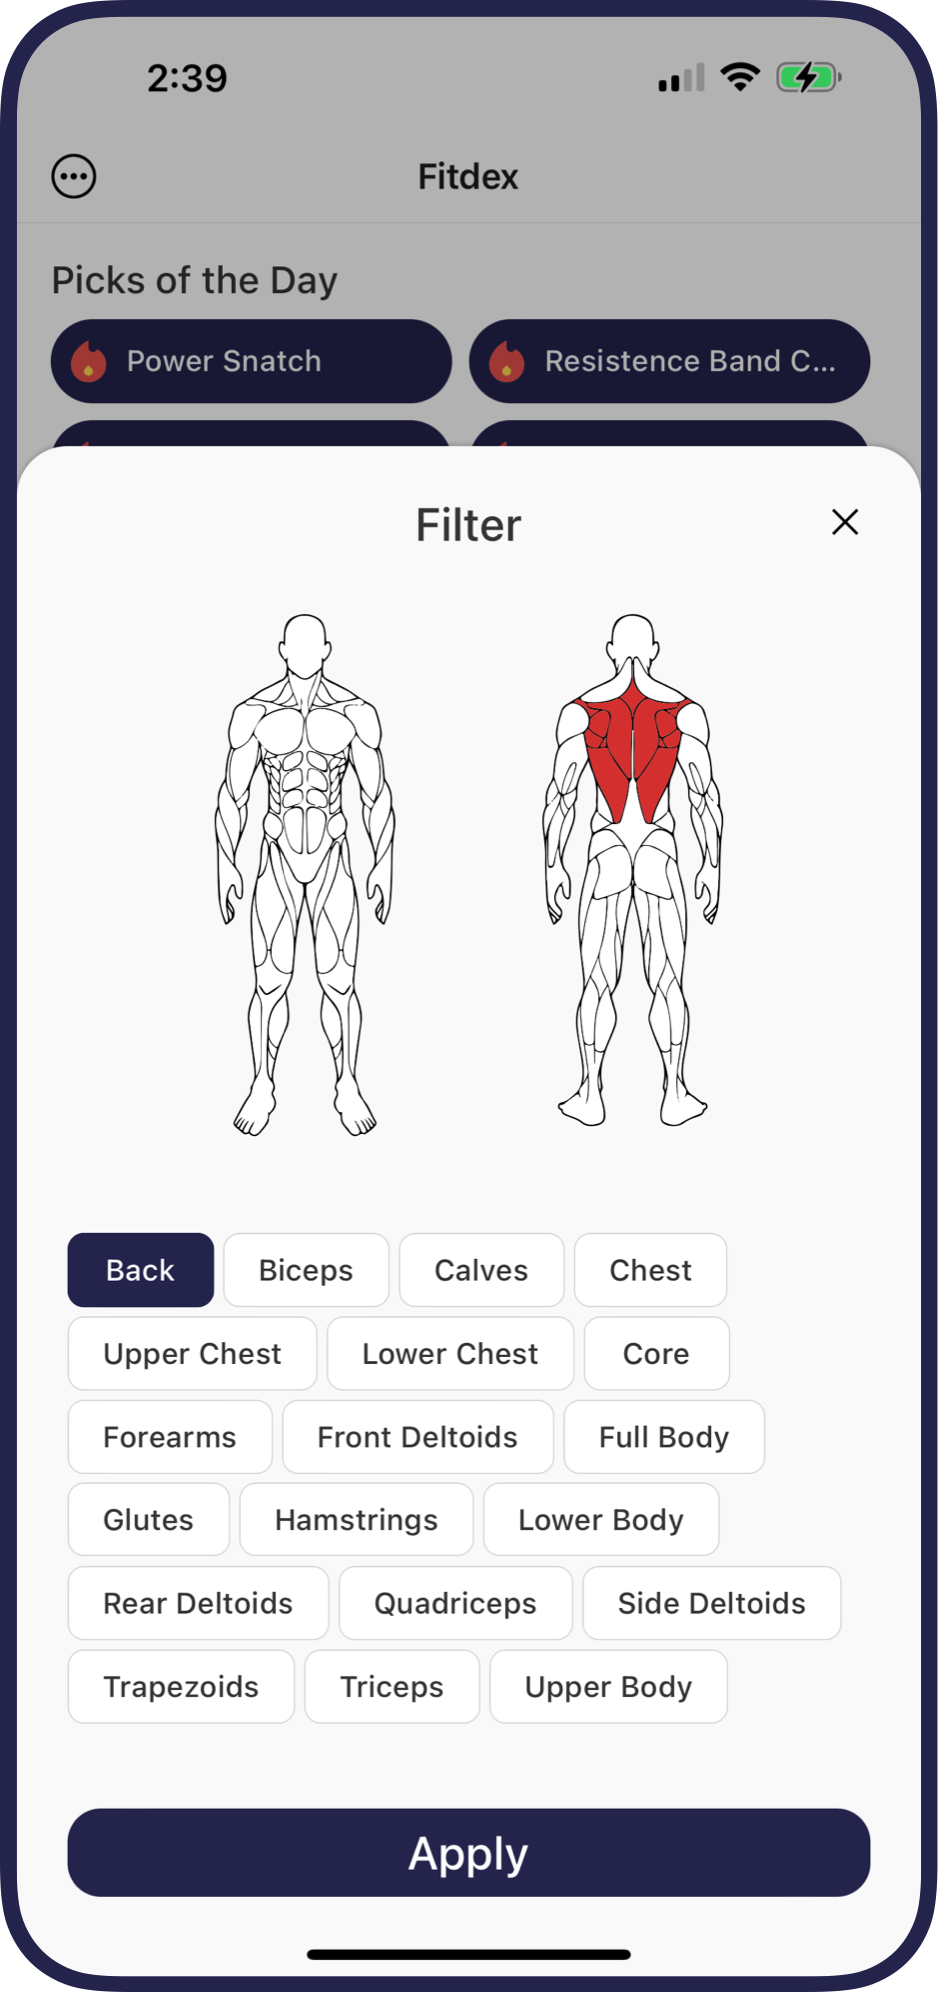 2:39
Fitdex
Picks of the Day
Power Snatch
Resistence Band C...
Filter
Back Biceps Calves Chest
Upper Chest Lower Chest Core
Forearms Front Deltoids Full Body
Glutes Hamstrings Lower Body
Rear Deltoids Quadriceps Side Deltoids
Trapezoids Triceps Upper Body
Apply